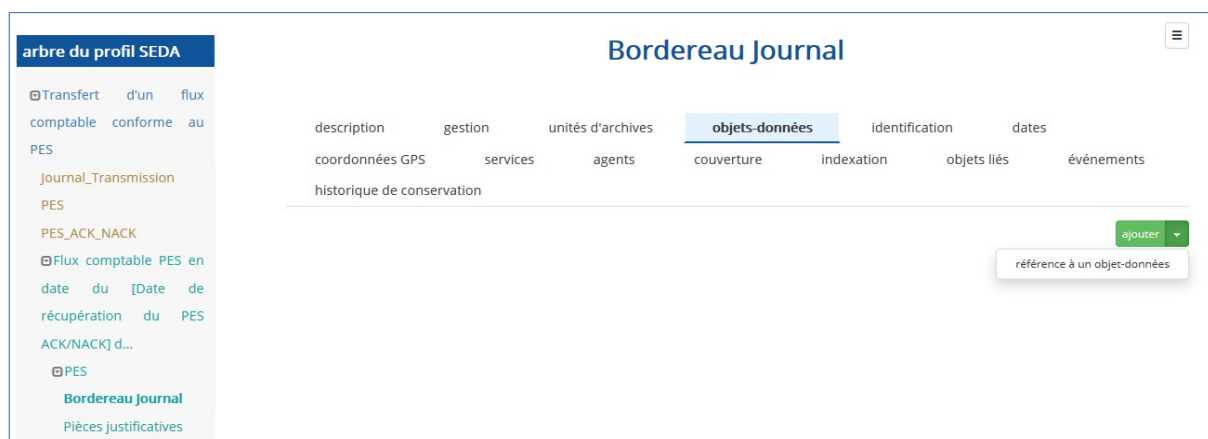 arbre du profil SEDA
Transfert d'un flux
comptable conforme au
PES
Journal_Transmission
PES
PES_ACK_NACK
Flux comptable PES en
date du [Date de
récupération du PES
ACK/NACK] d...
PES
Bordereau Journal
Pièces justificatives
Bordereau Journal
description gestion unités d'archives objets-données identification dates
coordonnées GPS services agents couverture indexation objets liés événements
historique de conservation
ajouter
référence à un objet-données